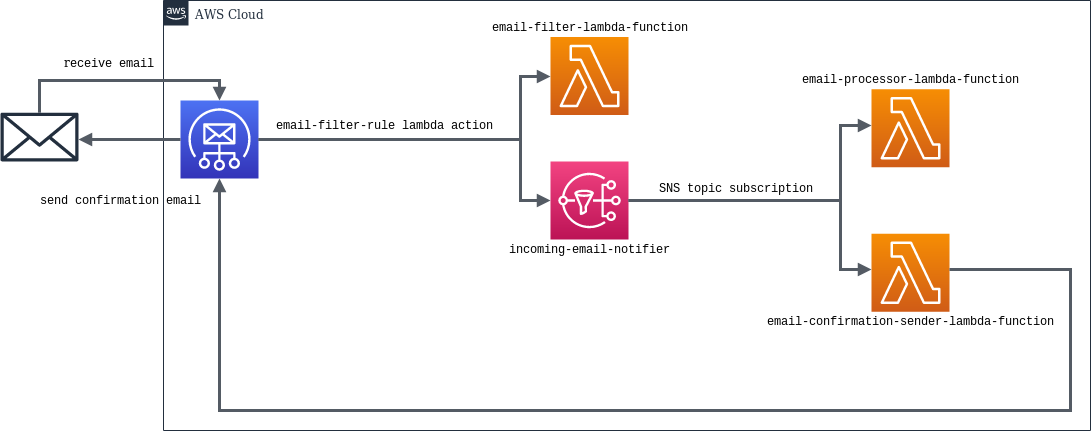 aws
AWS Cloud
email-filter-lambda-function
receive email
email-processor-lambda-function
email-filter-rule lambda action
SNS topic subscription
send confirmation email
incoming-email-notifier
email-confirmation-sender-lambda-function